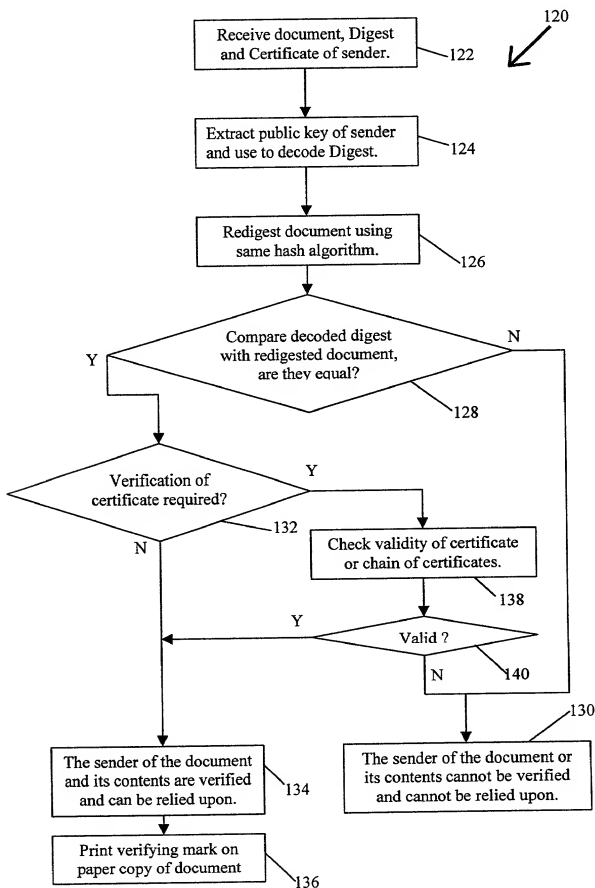 120
Receive document, Digest
and Certificate of sender.
122
Extract public key of sender
and use to decode Digest.
124
Redigest document using
same hash algorithm.
126
Compare decoded digest
with redigested document,
are they equal?
Y
N
128
Verification of
certificate required?
Y
132
N
Check validity of certificate
or chain of certificates.
138
Y
Valid ?
140
N
130
The sender of the document
and its contents are verified
and can be relied upon.
134
The sender of the document or
its contents cannot be verified
and cannot be relied upon.
Print verifying mark on
paper copy of document
136